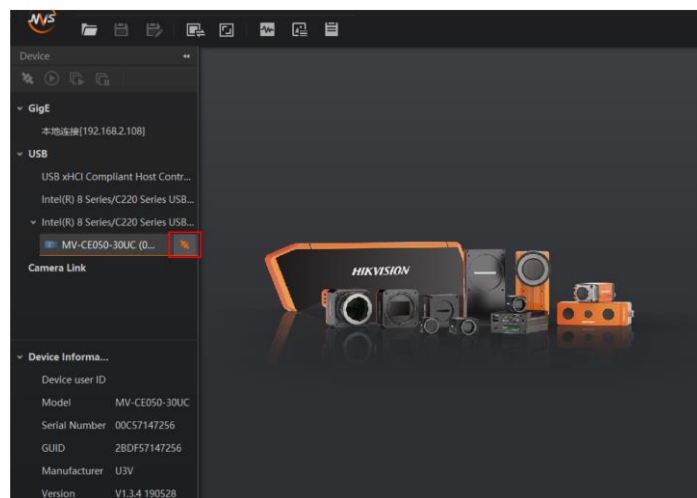 MVS
Device
GigE
本地连接[192.168.2.108]
USB
USB xHCI Compliant Host Contr...
Intel(R) 8 Series/C220 Series USB...
Intel(R) 8 Series/C220 Series USB...
MV-CE050-30UC (0...
Camera Link
HIKVISION
Device Informa...
Device user ID
Model MV-CE050-30UC
Serial Number 00C57147256
GUID 2BDF57147256
Manufacturer U3V
Version V1.3.4 190528